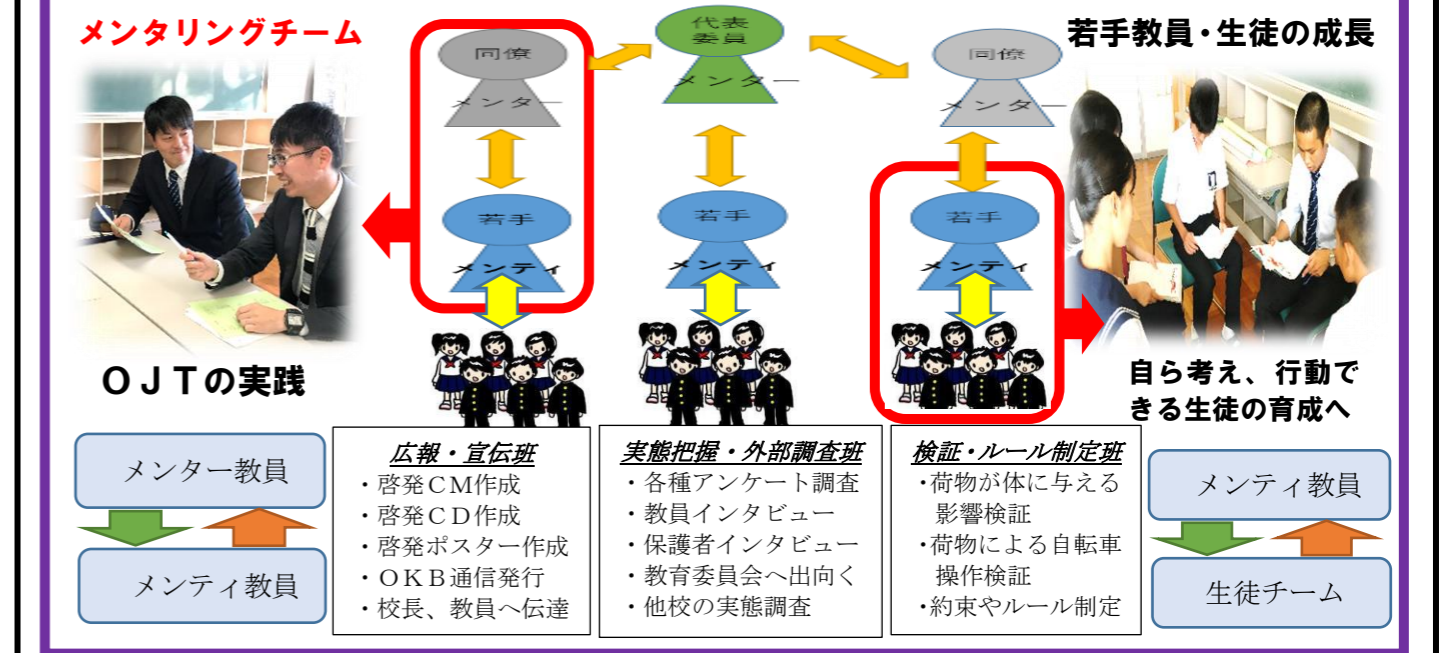 メンタリングチーム
若手教員・生徒の成長
代表
委員
メンター
同僚
メンター
同僚
メンター
若手
メンティ
若手
メンティ
若手
メンティ
OJTの実践
自ら考え、行動で
きる生徒の育成へ
メンター教員
メンティ教員
広報・宣伝班
・啓発CM作成
・啓発CD作成
・啓発ポスター作成
・OKB通信発行
・校長、教員へ伝達
実態把握・外部調査班
・各種アンケート調査
・教員インタビュー
・保護者インタビュー
・教育委員会へ出向く
・他校の実態調査
検証・ルール制定班
・荷物が体に与える
影響検証
・荷物による自転車
操作検証
・約束やルール制定
メンティ教員
生徒チーム